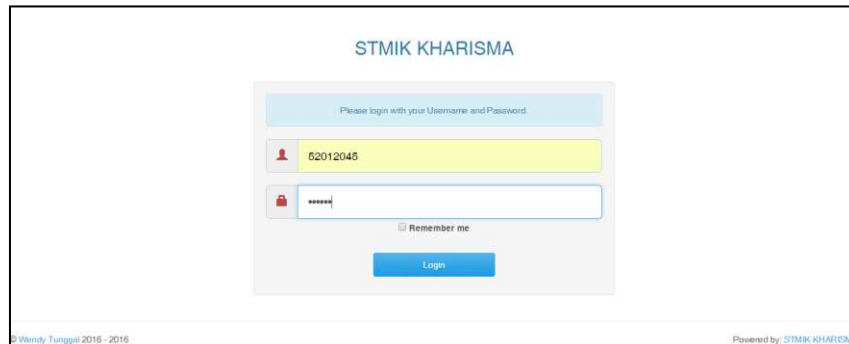 STMIK KHARISMA
Please login with your Username and Password.
52012045
••••••
Remember me
Login
© Wendy Tunggal 2016 - 2016
Powered by: STMIK KHARISM